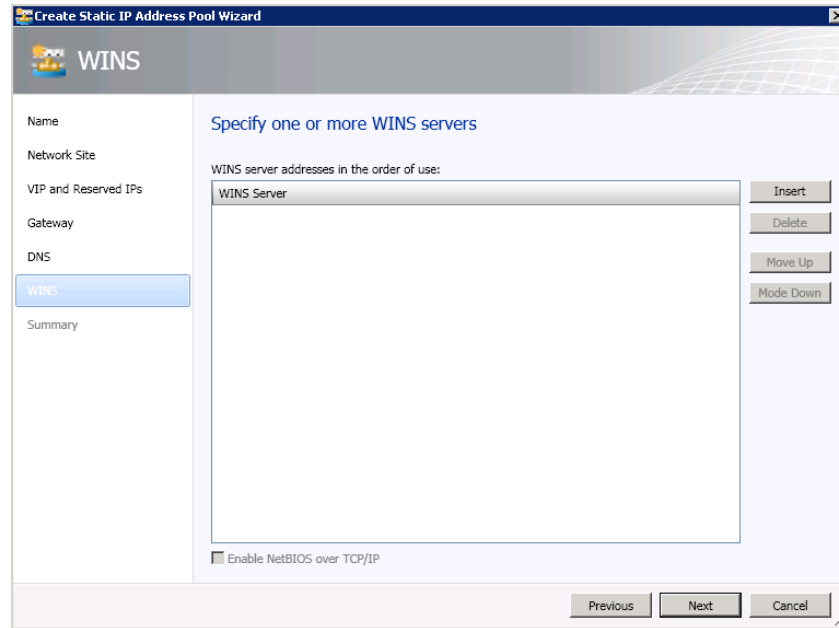 Create Static IP Address Pool Wizard
WINS
Name
Network Site
VIP and Reserved IPs
Gateway
DNS
WINS
Summary
Specify one or more WINS servers
WINS server addresses in the order of use:
WINS Server
Insert
Delete
Move Up
Mode Down
Enable NetBIOS over TCP/IP
Previous
Next
Cancel